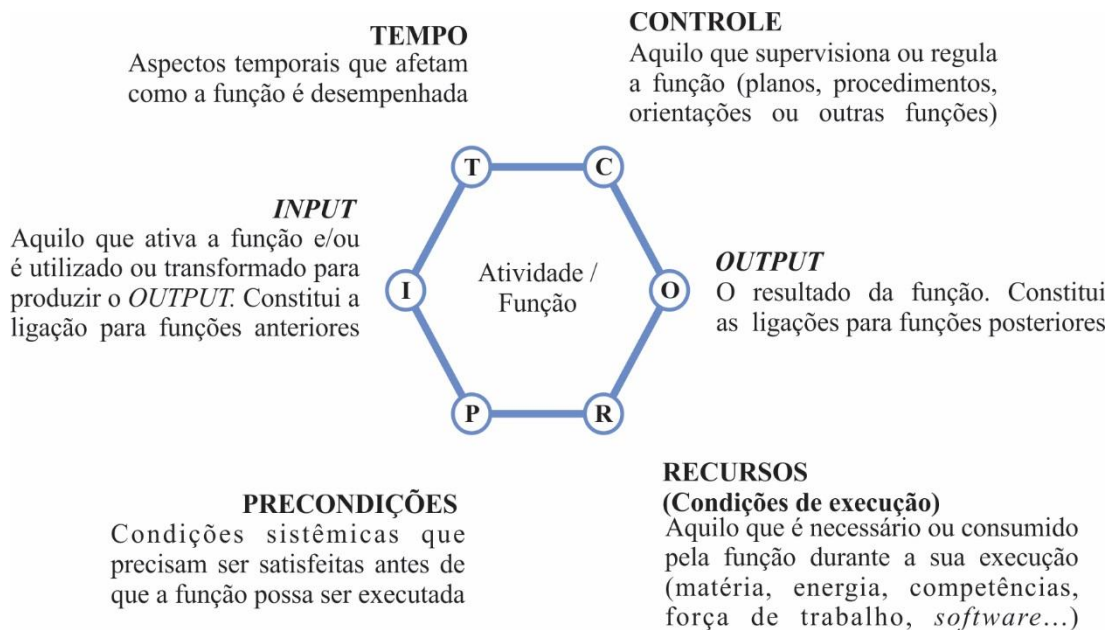 TEMPO
Aspectos temporais que afetam
como a função é desempenhada
CONTROLE
Aquilo que supervisiona ou regula
a função (planos, procedimentos,
orientações ou outras funções)
T
C
INPUT
Aquilo que ativa a função e/ou
é utilizado ou transformado para
produzir o OUTPUT. Constitui a
ligação para funções anteriores
I
Atividade /
Função
O
OUTPUT
O resultado da função. Constitui
as ligações para funções posteriores
P
R
PRECONDIÇÕES
Condições sistêmicas que
precisam ser satisfeitas antes de
que a função possa ser executada
RECURSOS
(Condições de execução)
Aquilo que é necessário ou consumido
pela função durante a sua execução
(matéria, energia, competências,
força de trabalho, software...)